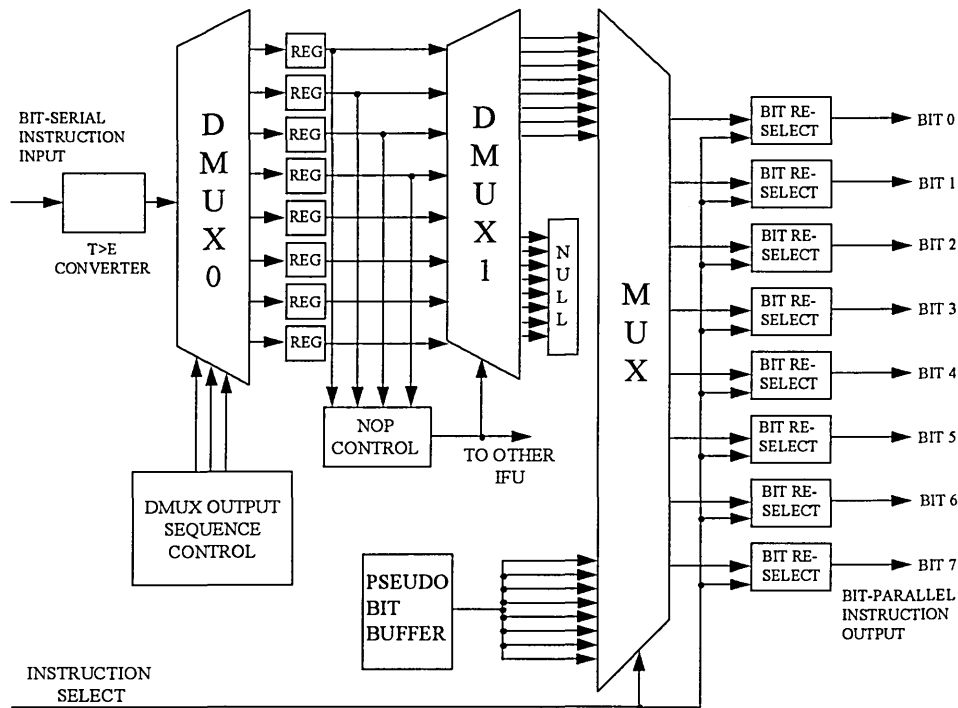 BIT-SERIAL
INSTRUCTION
INPUT
T>E
CONVERTER
D
M
U
X
0
DMUX OUTPUT
SEQUENCE
CONTROL
REG
REG
REG
REG
REG
REG
REG
REG
NOP
CONTROL
TO OTHER
IFU
D
M
U
X
1
N
U
L
L
PSEUDO
BIT
BUFFER
M
U
X
BIT RE-
SELECT
BIT 0
BIT RE-
SELECT
BIT 1
BIT RE-
SELECT
BIT 2
BIT RE-
SELECT
BIT 3
BIT RE-
SELECT
BIT 4
BIT RE-
SELECT
BIT 5
BIT RE-
SELECT
BIT 6
BIT RE-
SELECT
BIT 7
BIT-PARALLEL
INSTRUCTION
OUTPUT
INSTRUCTION
SELECT